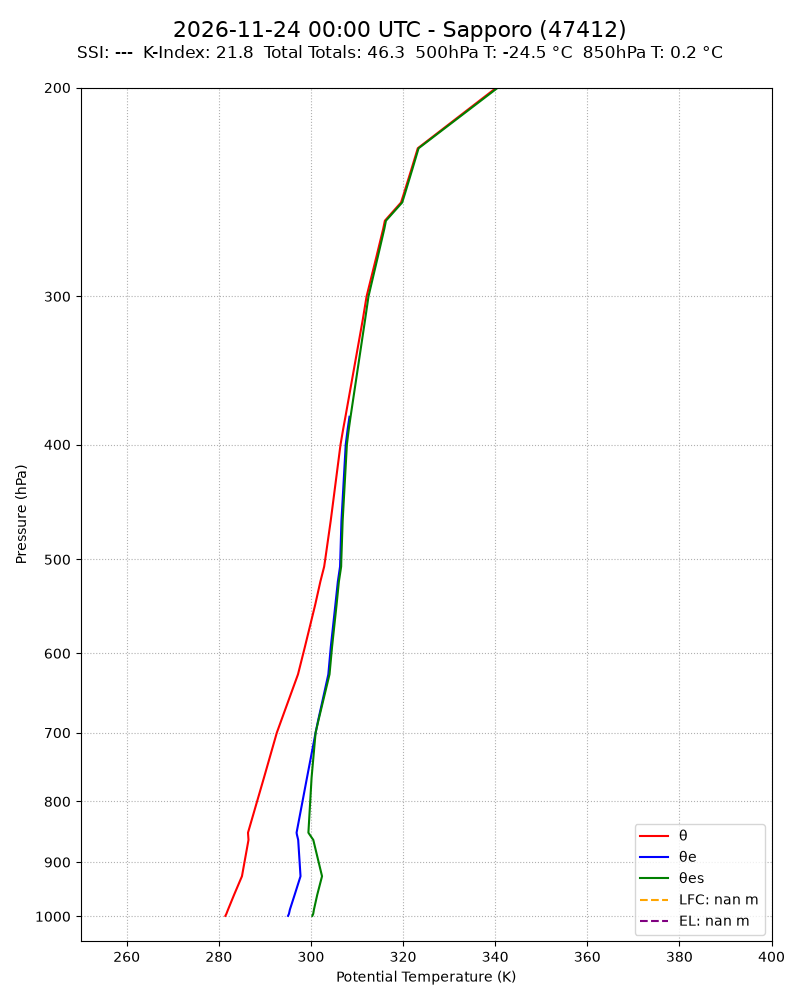 2026-11-24 00:00 UTC - Sapporo (47412)
SSI: ---  K-Index: 21.8  Total Totals: 46.3  500hPa T: -24.5 °C  850hPa T: 0.2 °C
200
300
400
500
600
700
800
900
1000
Pressure (hPa)
θ
θe
θes
LFC: nan m
EL: nan m
260 280 300 320 340 360 380 400
Potential Temperature (K)